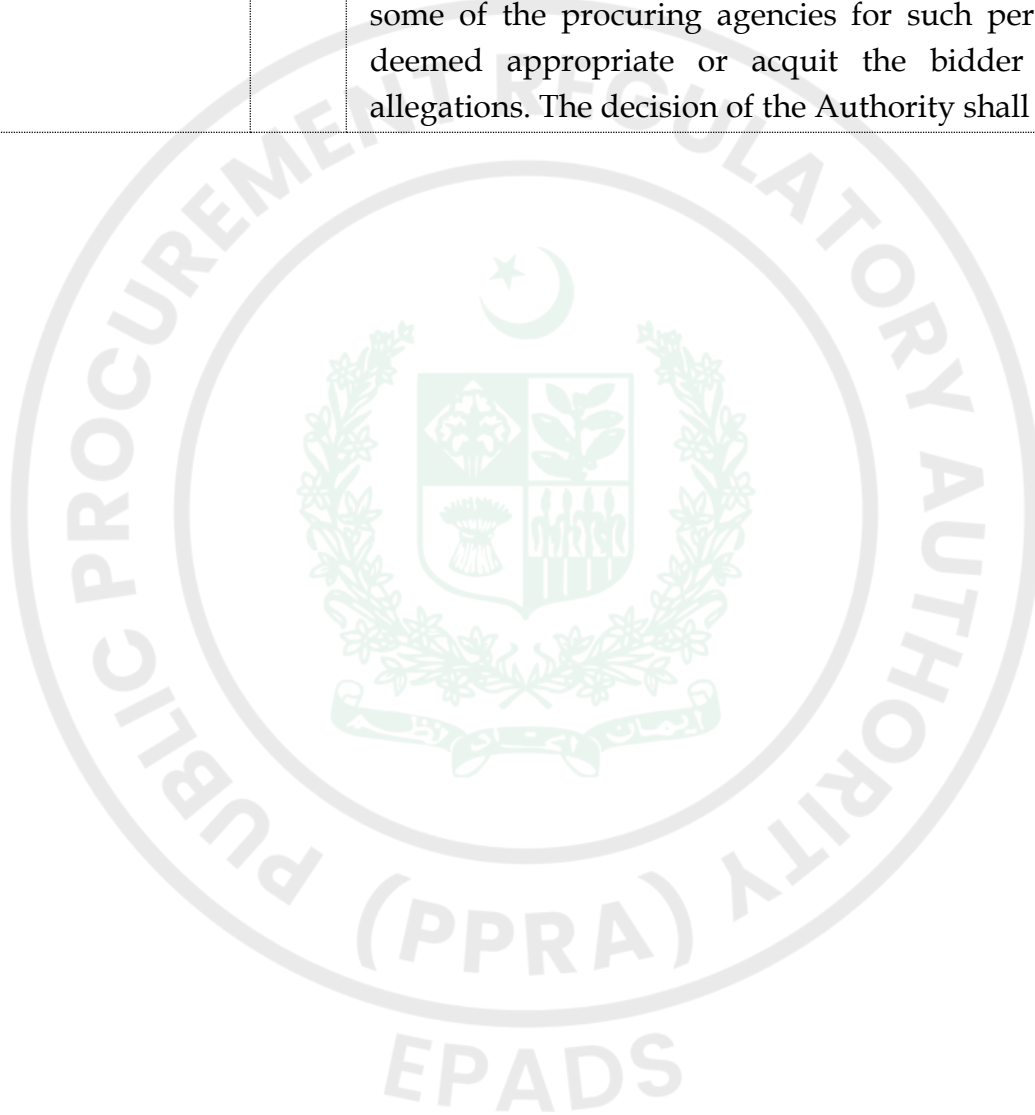 some of the procuring agencies for such per
deemed appropriate or acquit the bidder
allegations. The decision of the Authority shall
PUBLIC PROCUREMENT REGULATORY AUTHORITY
(PPRA)
EPADS